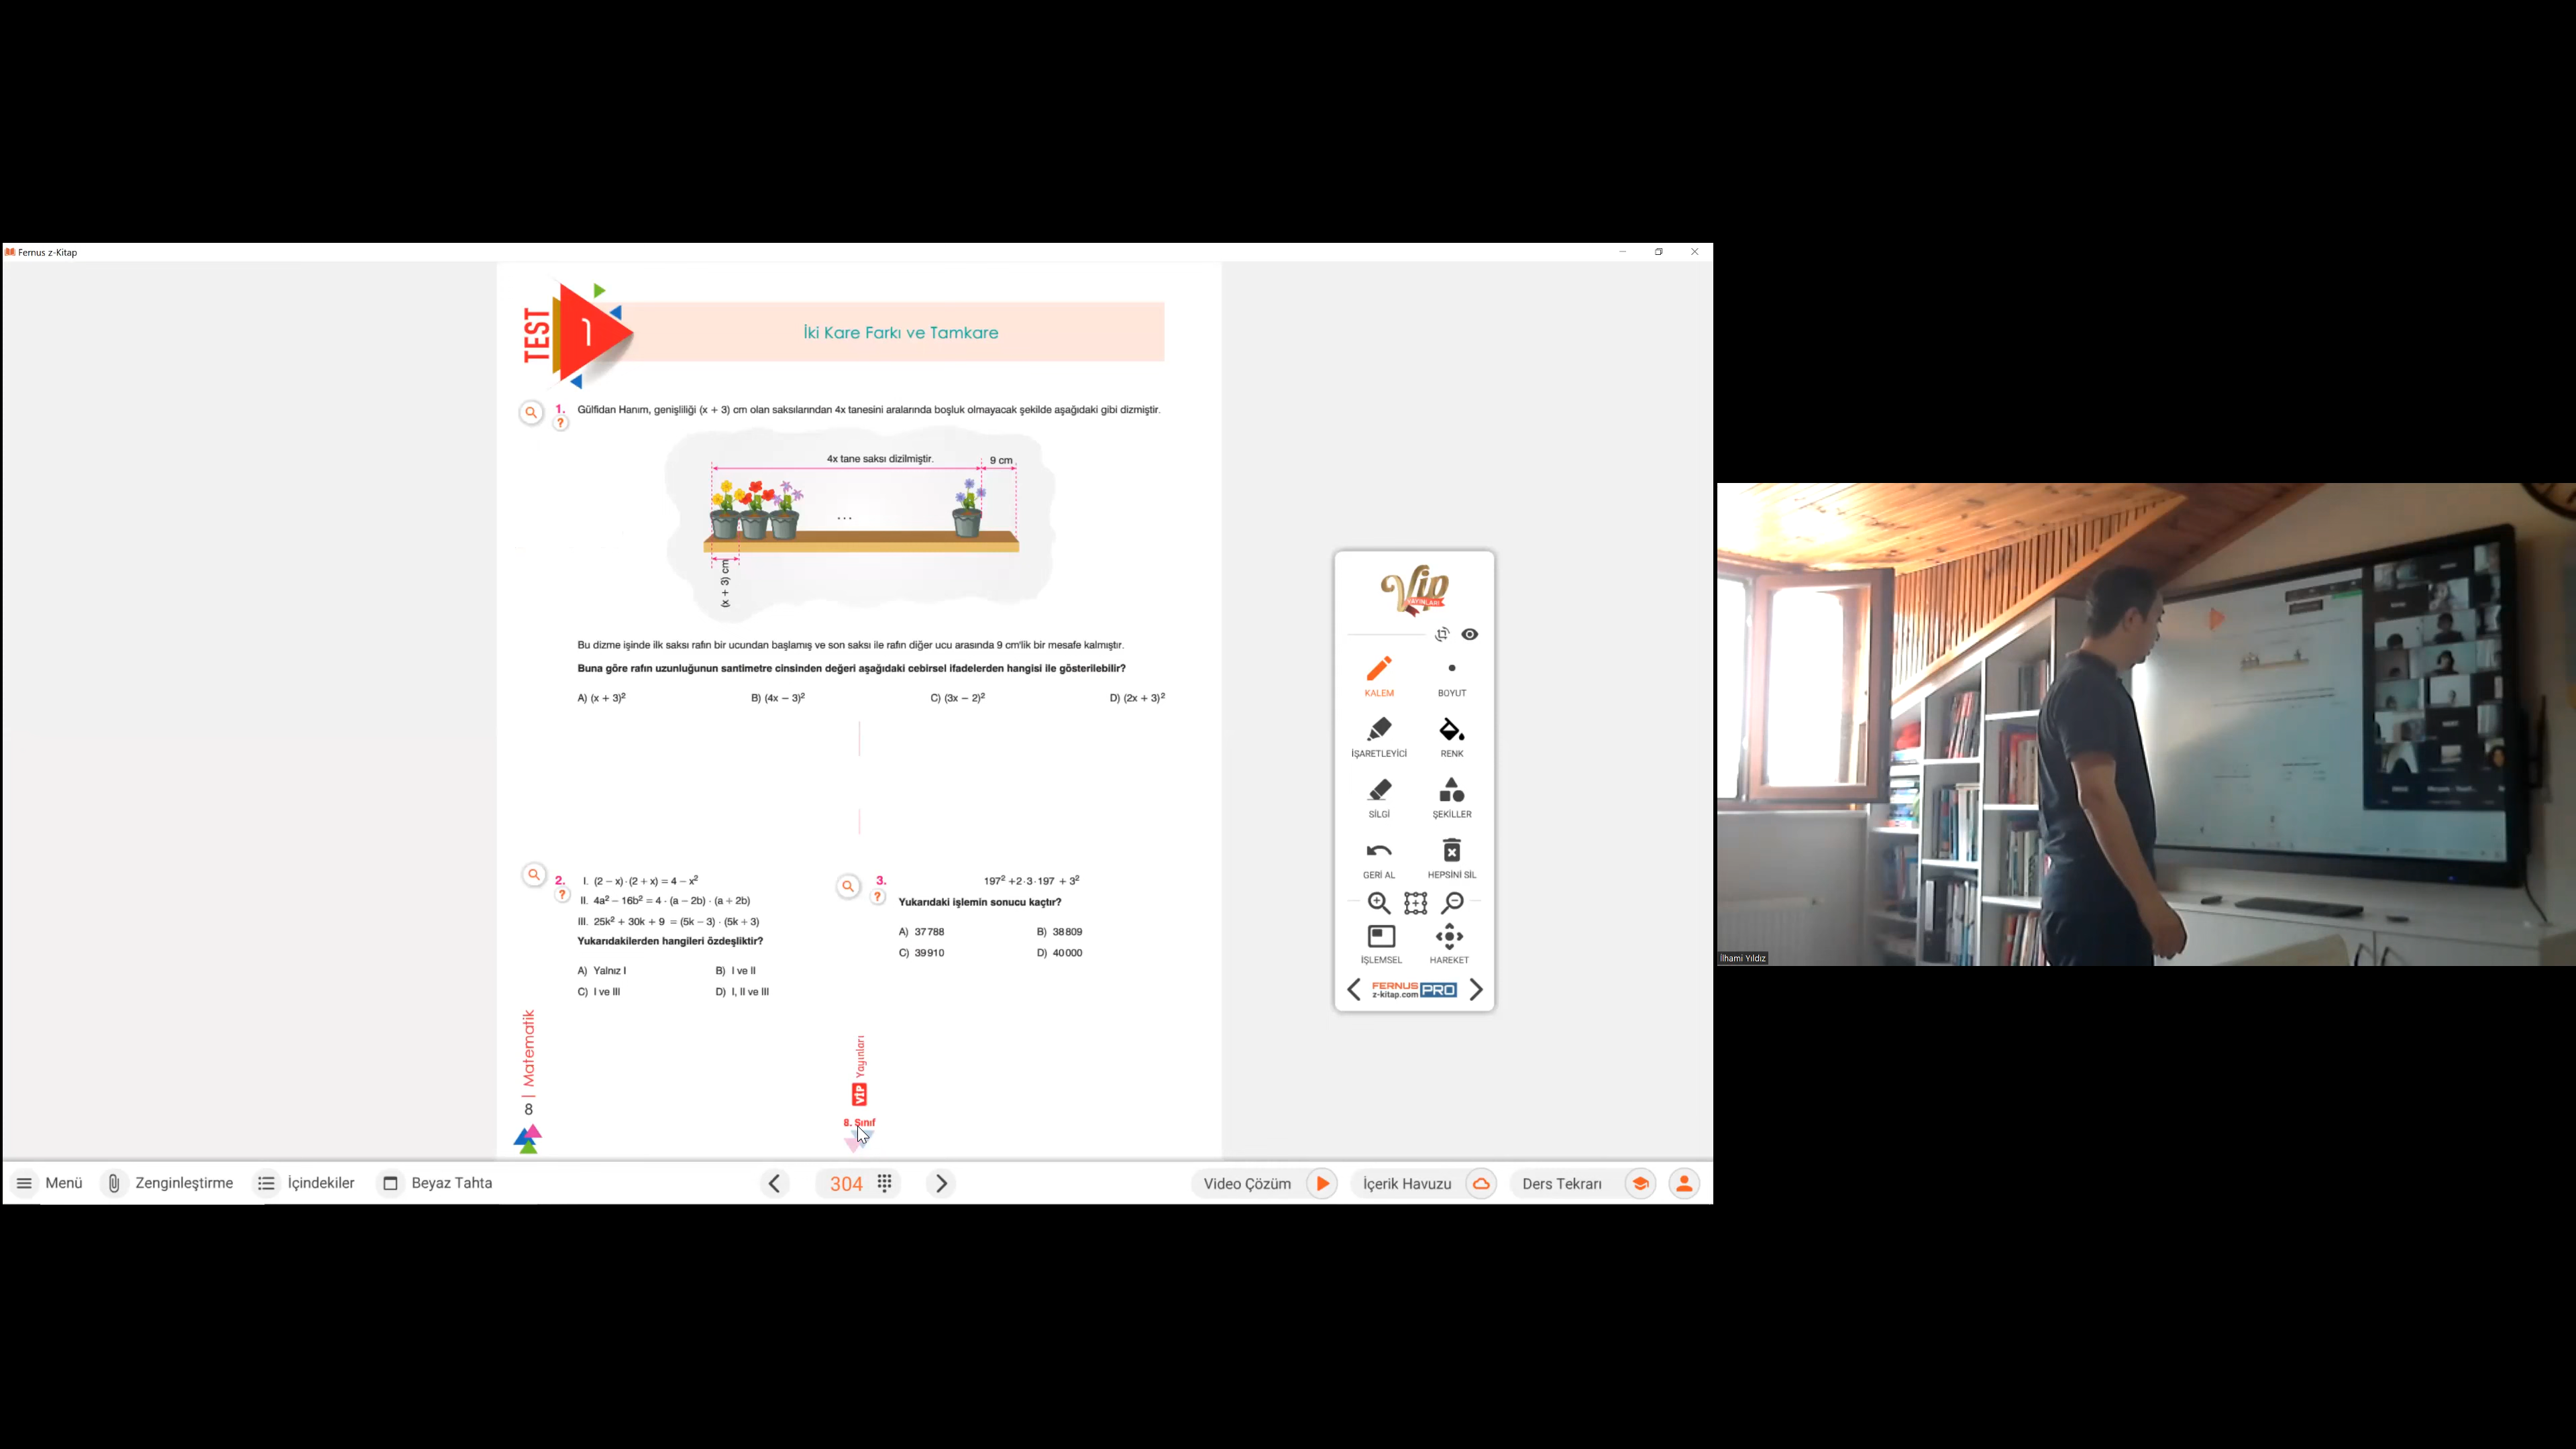 Fernus z-Kitap
TEST
1
İki Kare Farkı ve Tamkare
1. Gülfidan Hanım, genişliliği (x + 3) cm olan saksılarından 4x tanesini aralarında boşluk olmayacak şekilde aşağıdaki gibi dizmiştir.
?
4x tane saksı dizilmiştir.
9 cm
...
(x + 3) cm
Bu dizme işinde ilk saksı rafın bir ucundan başlamış ve son saksı ile rafın diğer ucu arasında 9 cm'lik bir mesafe kalmıştır.
Buna göre rafın uzunluğunun santimetre cinsinden değeri aşağıdaki cebirsel ifadelerden hangisi ile gösterilebilir?
A) (x + 3)² B) (4x − 3)² C) (3x − 2)² D) (2x + 3)²
2. I. (2 − x) · (2 + x) = 4 − x²
?
II. 4a² − 16b² = 4 · (a − 2b) · (a + 2b)
III. 25k² + 30k + 9 = (5k − 3) · (5k + 3)
Yukarıdakilerden hangileri özdeşliktir?
A) Yalnız I B) I ve II
C) I ve III D) I, II ve III
3. 197² +2·3·197 + 3²
?
Yukarıdaki işlemin sonucu kaçtır?
A) 37788 B) 38809
C) 39910 D) 40000
8 | Matematik
VİP Yayınları
8. Sınıf
Vip
YAYINLARI
KALEM BOYUT
İŞARETLEYİCİ RENK
SİLGİ ŞEKİLLER
GERİ AL HEPSİNİ SİL
İŞLEMSEL HAREKET
FERNUS
z-kitap.com PRO
Menü Zenginleştirme İçindekiler Beyaz Tahta 304 Video Çözüm İçerik Havuzu Ders Tekrarı
İlhami Yıldız